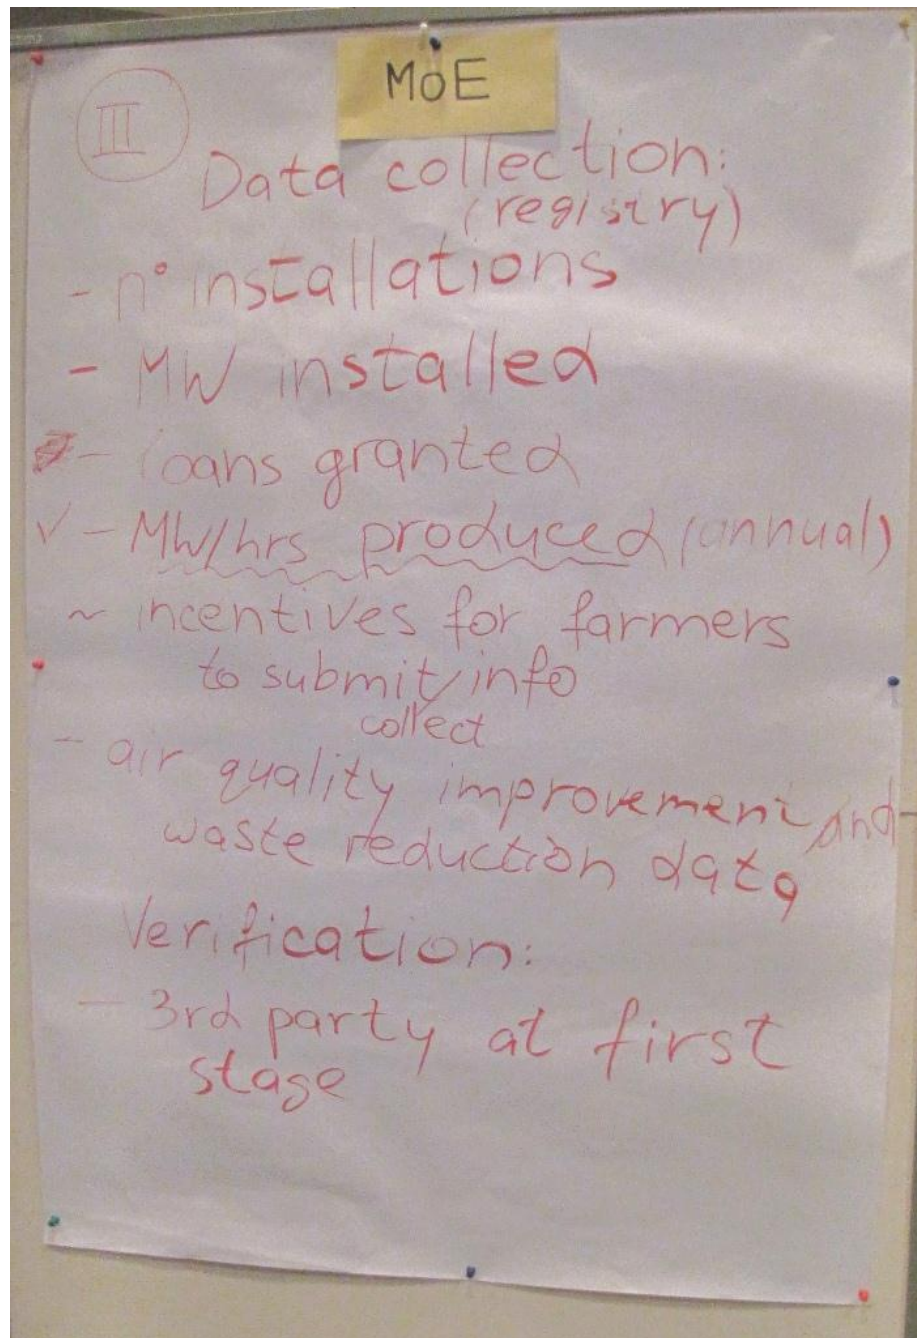 MoE
III
Data collection:
(registry)
- n° installations
- MW installed
- loans granted
✓ - MW/hrs produced (annual)
~ incentives for farmers
to submit/info
collect
- air quality improvement and
waste reduction data
Verification:
- 3rd party at first
stage